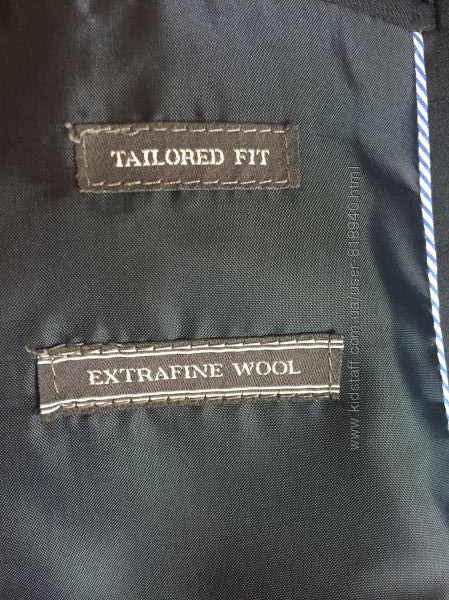 TAILORED FIT
EXTRAFINE WOOL
www.kidstaff.com.ua/user-818940.html